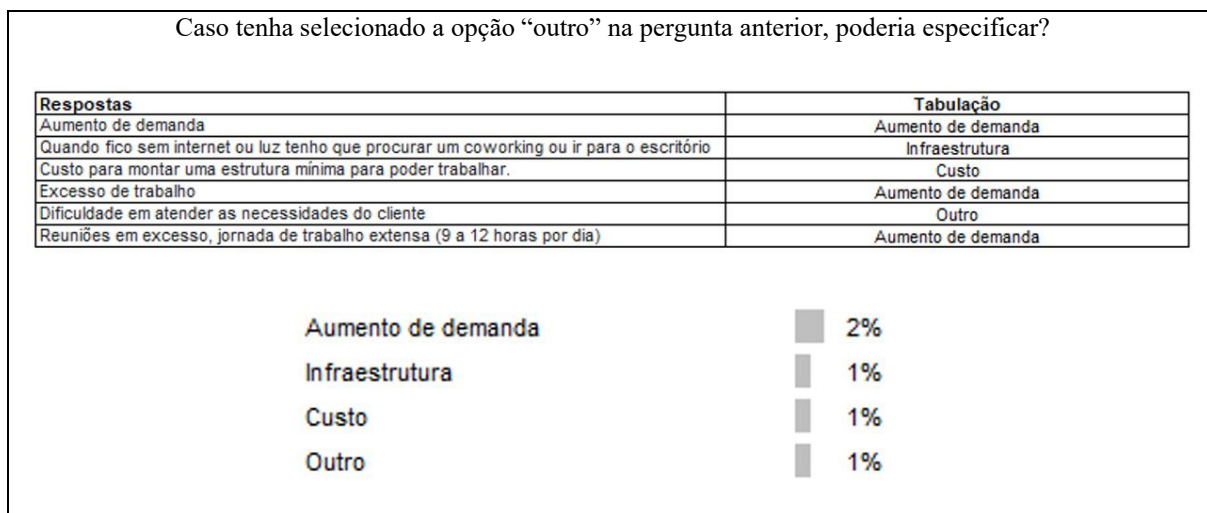 Caso tenha selecionado a opção “outro” na pergunta anterior, poderia especificar?
Respostas Tabulação
Aumento de demanda Aumento de demanda
Quando fico sem internet ou luz tenho que procurar um coworking ou ir para o escritório Infraestrutura
Custo para montar uma estrutura mínima para poder trabalhar. Custo
Excesso de trabalho Aumento de demanda
Dificuldade em atender as necessidades do cliente Outro
Reuniões em excesso, jornada de trabalho extensa (9 a 12 horas por dia) Aumento de demanda
Aumento de demanda 2%
Infraestrutura 1%
Custo 1%
Outro 1%